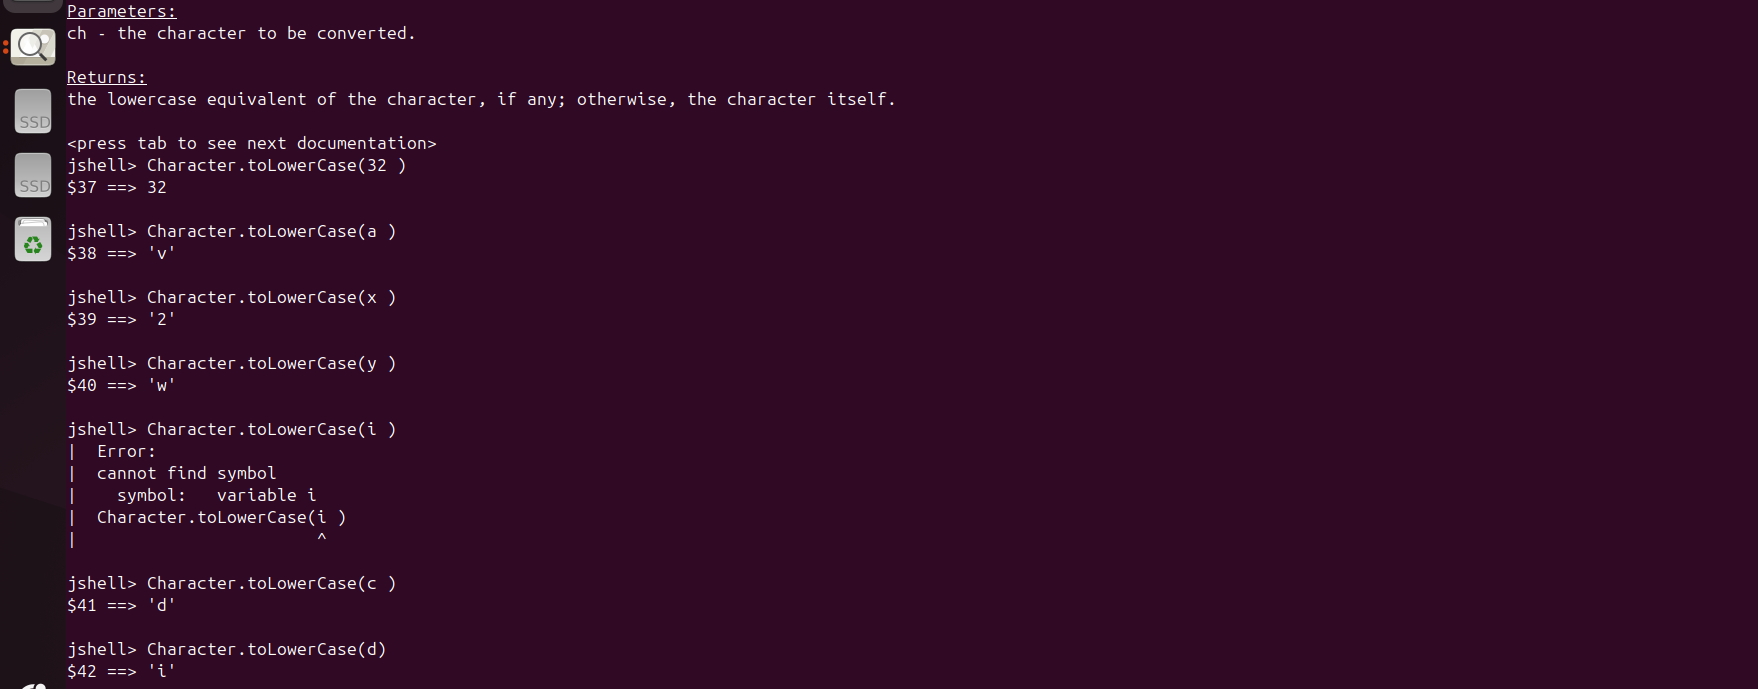 Parameters:
ch - the character to be converted.
Returns:
the lowercase equivalent of the character, if any; otherwise, the character itself.
<press tab to see next documentation>
jshell> Character.toLowerCase(32 )
$37 ==> 32
jshell> Character.toLowerCase(a )
$38 ==> 'v'
jshell> Character.toLowerCase(x )
$39 ==> '2'
jshell> Character.toLowerCase(y )
$40 ==> 'w'
jshell> Character.toLowerCase(i )
|  Error:
|  cannot find symbol
|    symbol:   variable i
|  Character.toLowerCase(i )
|                        ^
jshell> Character.toLowerCase(c )
$41 ==> 'd'
jshell> Character.toLowerCase(d)
$42 ==> 'i'
SSD
SSD